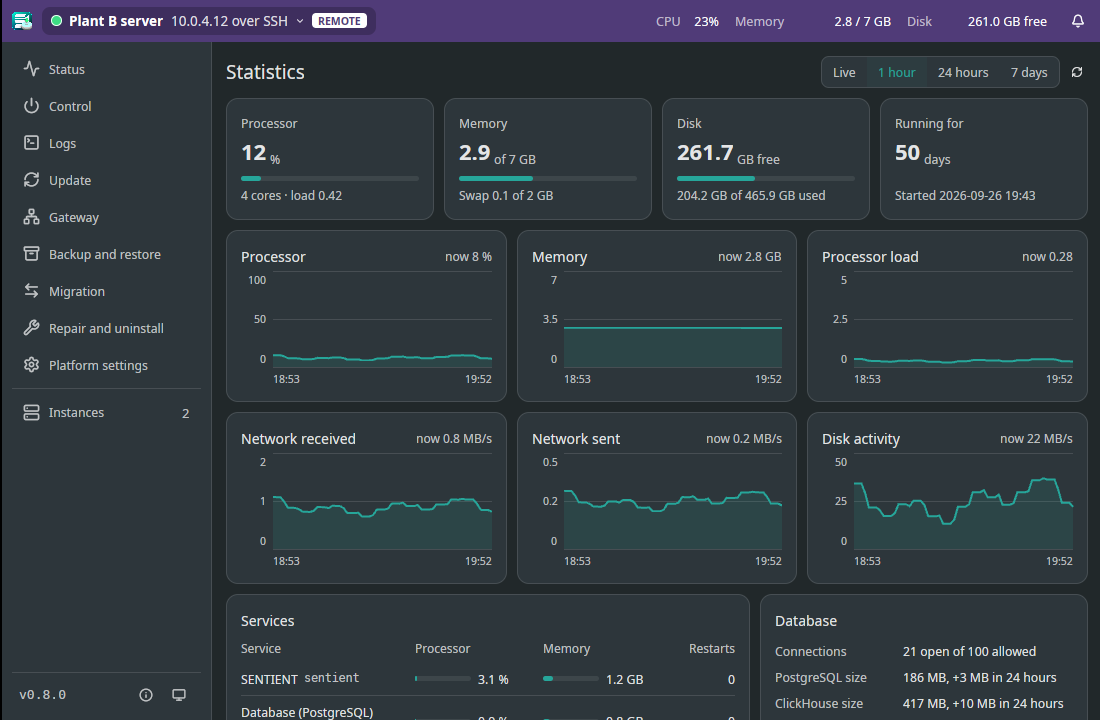 Plant B server 10.0.4.12 over SSH REMOTE CPU 23% Memory 2.8 / 7 GB Disk 261.0 GB free
Status
Control
Logs
Update
Gateway
Backup and restore
Migration
Repair and uninstall
Platform settings
Instances 2
v0.8.0
Statistics
Live 1 hour 24 hours 7 days
Processor
12 %
4 cores · load 0.42
Memory
2.9 of 7 GB
Swap 0.1 of 2 GB
Disk
261.7 GB free
204.2 GB of 465.9 GB used
Running for
50 days
Started 2026-09-26 19:43
Processor now 8 %
100
50
0
18:53 19:52
Memory now 2.8 GB
7
3.5
0
18:53 19:52
Processor load now 0.28
5
2.5
0
18:53 19:52
Network received now 0.8 MB/s
2
1
0
18:53 19:52
Network sent now 0.2 MB/s
0.5
0.2
0
18:53 19:52
Disk activity now 22 MB/s
50
25
0
18:53 19:52
Services
Service Processor Memory Restarts
SENTIENT sentient 3.1 % 1.2 GB 0
Database (PostgreSQL)
Database
Connections 21 open of 100 allowed
PostgreSQL size 186 MB, +3 MB in 24 hours
ClickHouse size 417 MB, +10 MB in 24 hours